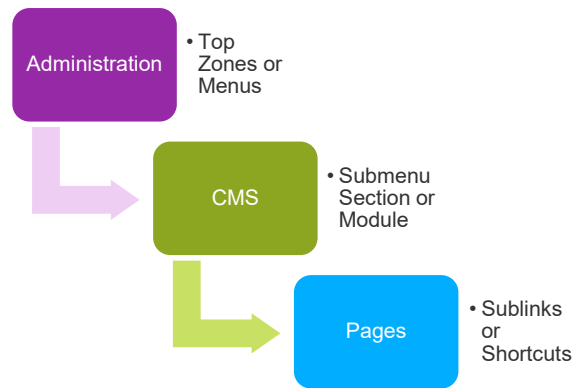 Administration
• Top
Zones or
Menus
CMS
• Submenu
Section or
Module
Pages
• Sublinks
or
Shortcuts